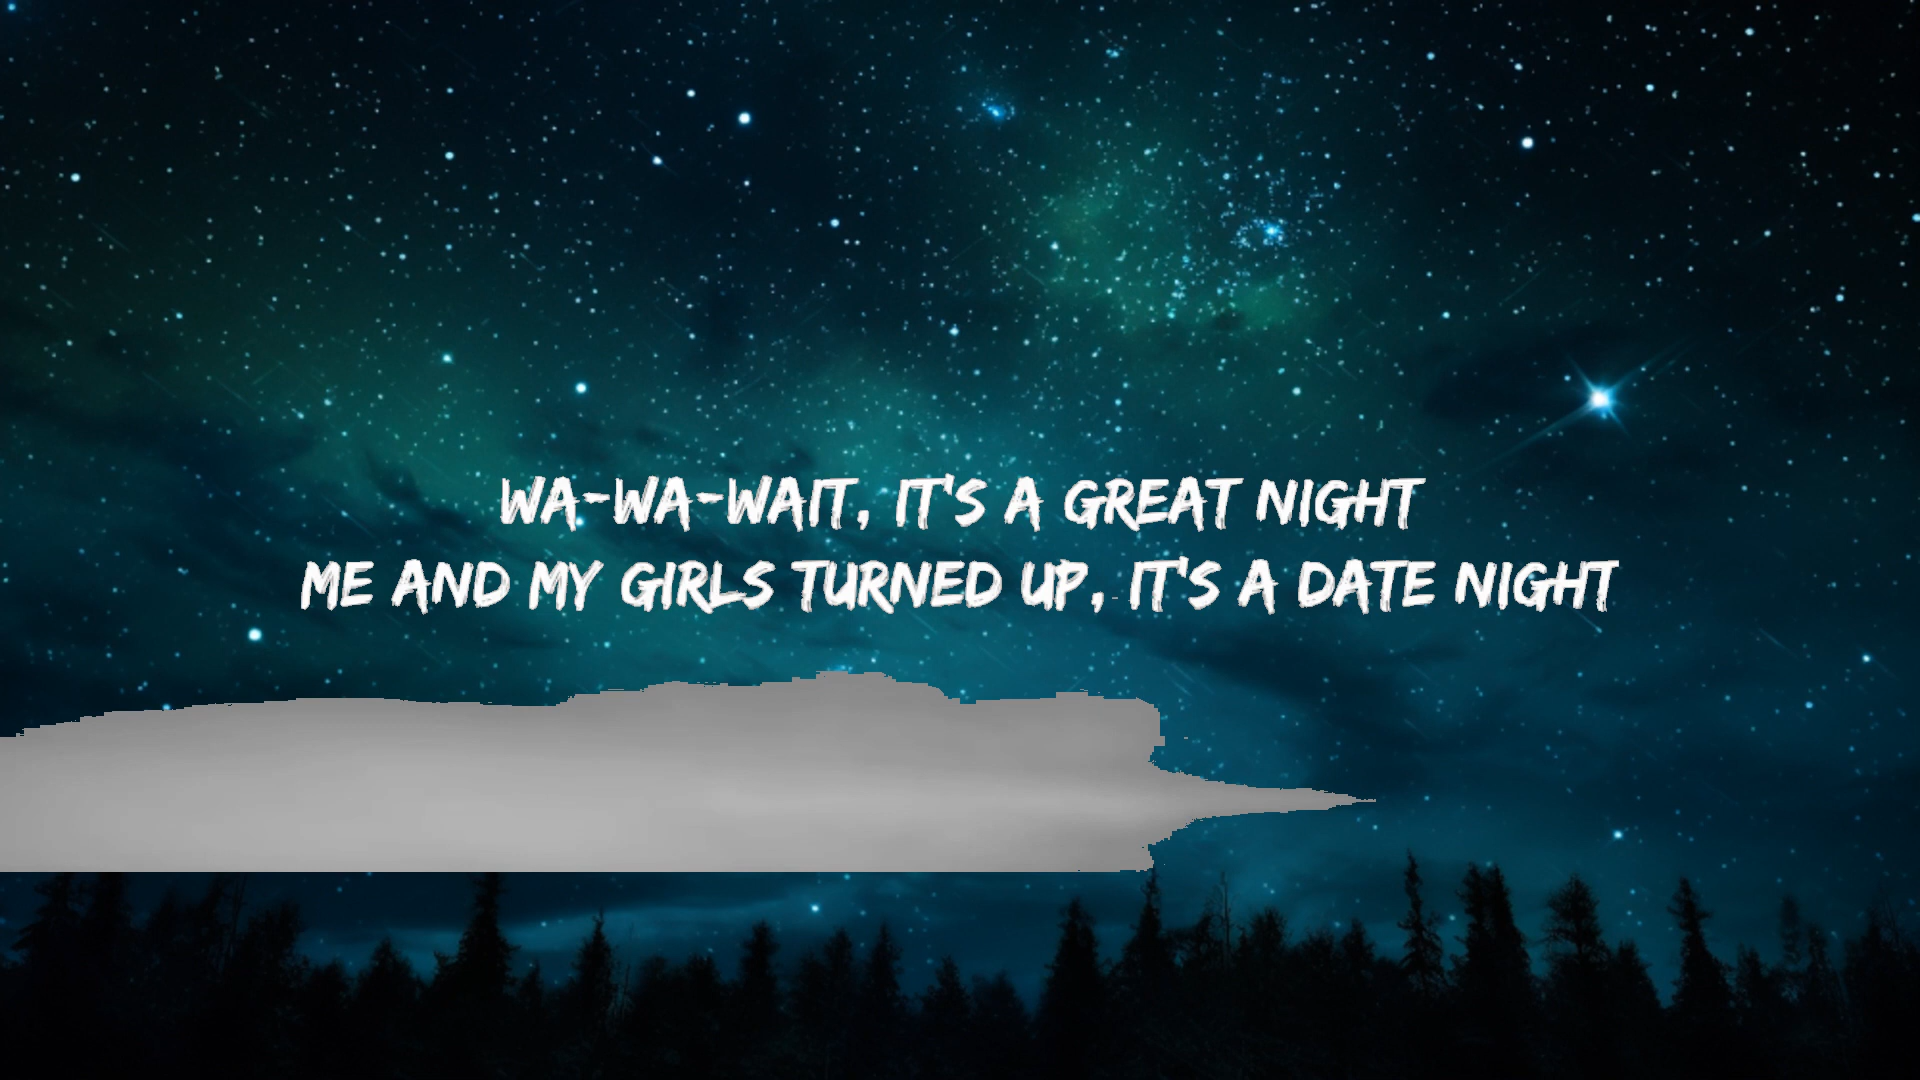 WA-WA-WAIT, IT'S A GREAT NIGHT
ME AND MY GIRLS TURNED UP, IT'S A DATE NIGHT